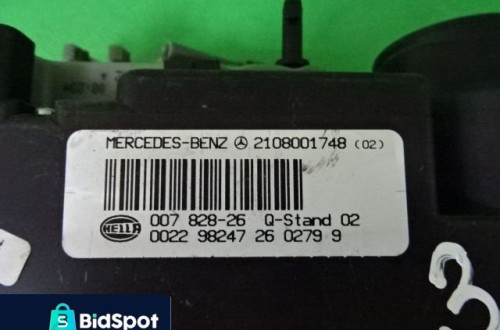 MERCEDES-BENZ 2108001748 (02)
HELLA
007 828-26 Q-Stand 02
0022 98247 26 0279 9
3
BidSpot